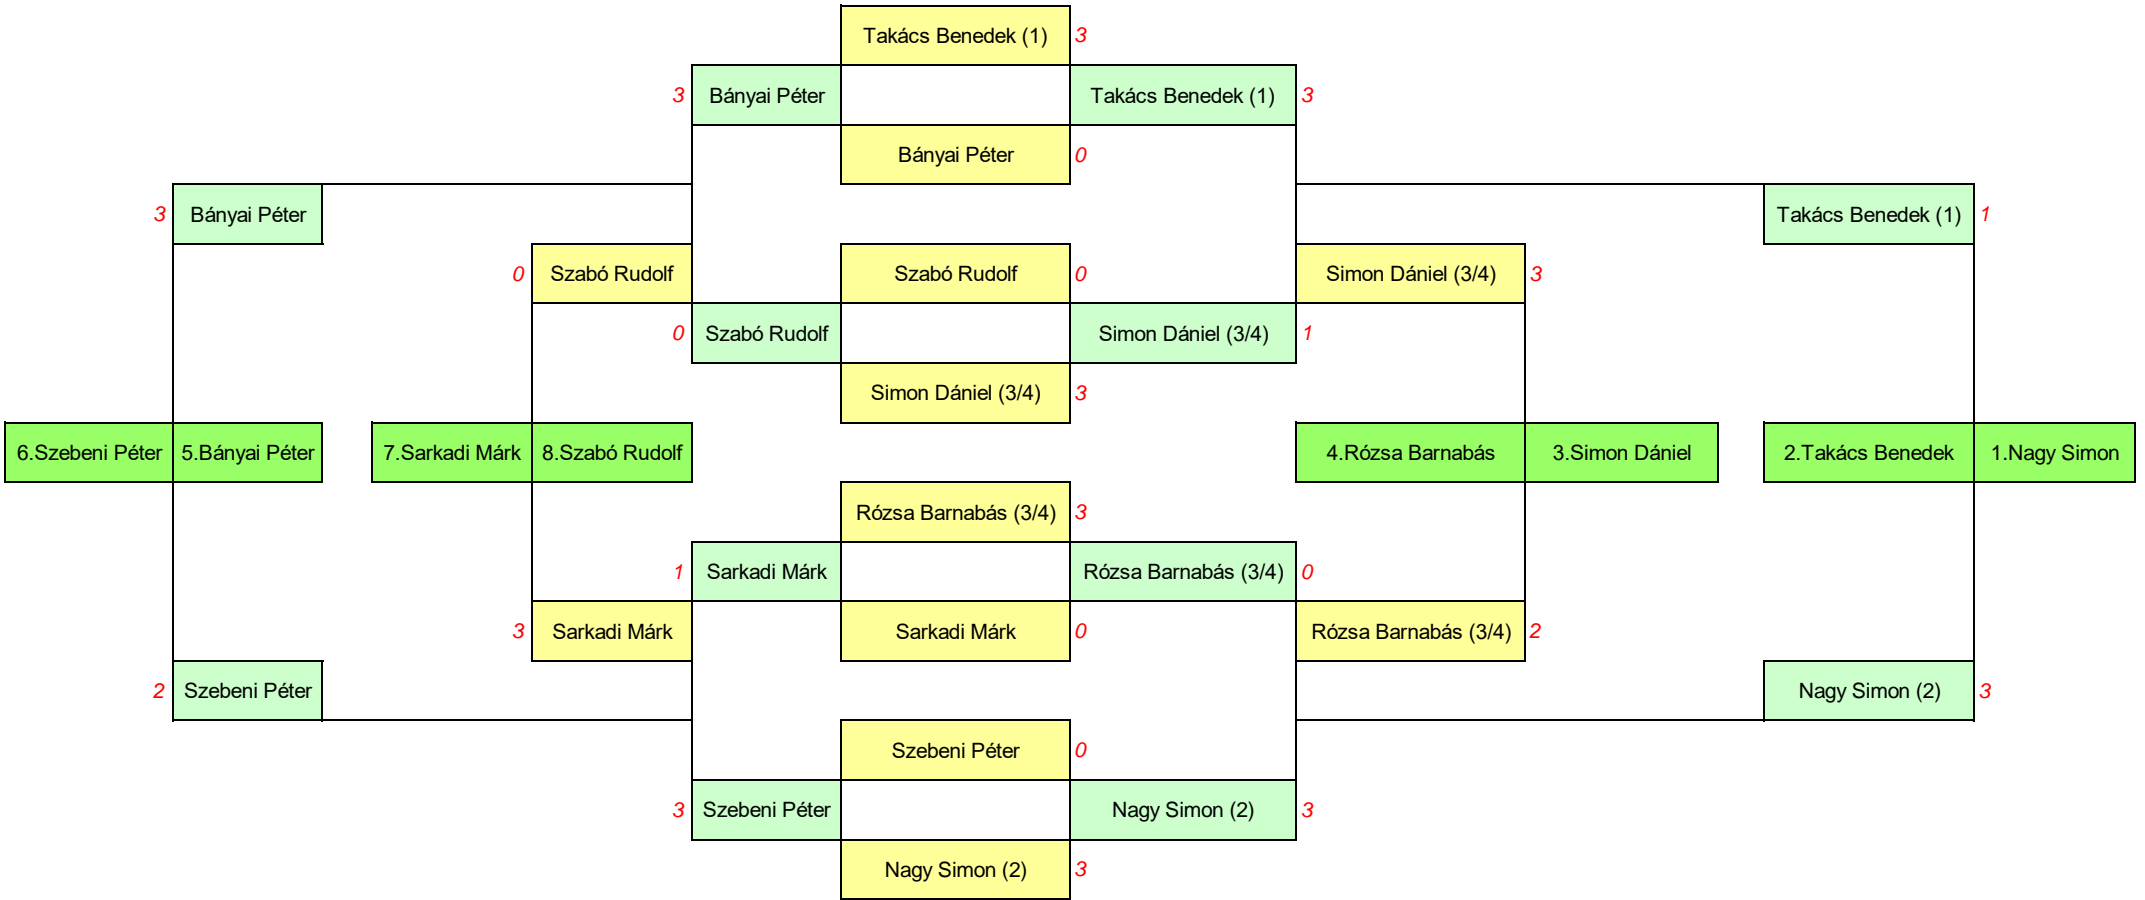 Takács Benedek (1) 3
3 Bányai Péter Takács Benedek (1) 3
Bányai Péter 0
3 Bányai Péter Takács Benedek (1) 1
0 Szabó Rudolf Szabó Rudolf 0 Simon Dániel (3/4) 3
0 Szabó Rudolf Simon Dániel (3/4) 1
Simon Dániel (3/4) 3
6.Szebeni Péter 5.Bányai Péter 7.Sarkadi Márk 8.Szabó Rudolf 4.Rózsa Barnabás 3.Simon Dániel 2.Takács Benedek 1.Nagy Simon
Rózsa Barnabás (3/4) 3
1 Sarkadi Márk Rózsa Barnabás (3/4) 0
3 Sarkadi Márk Sarkadi Márk 0 Rózsa Barnabás (3/4) 2
2 Szebeni Péter Nagy Simon (2) 3
Szebeni Péter 0
3 Szebeni Péter Nagy Simon (2) 3
Nagy Simon (2) 3